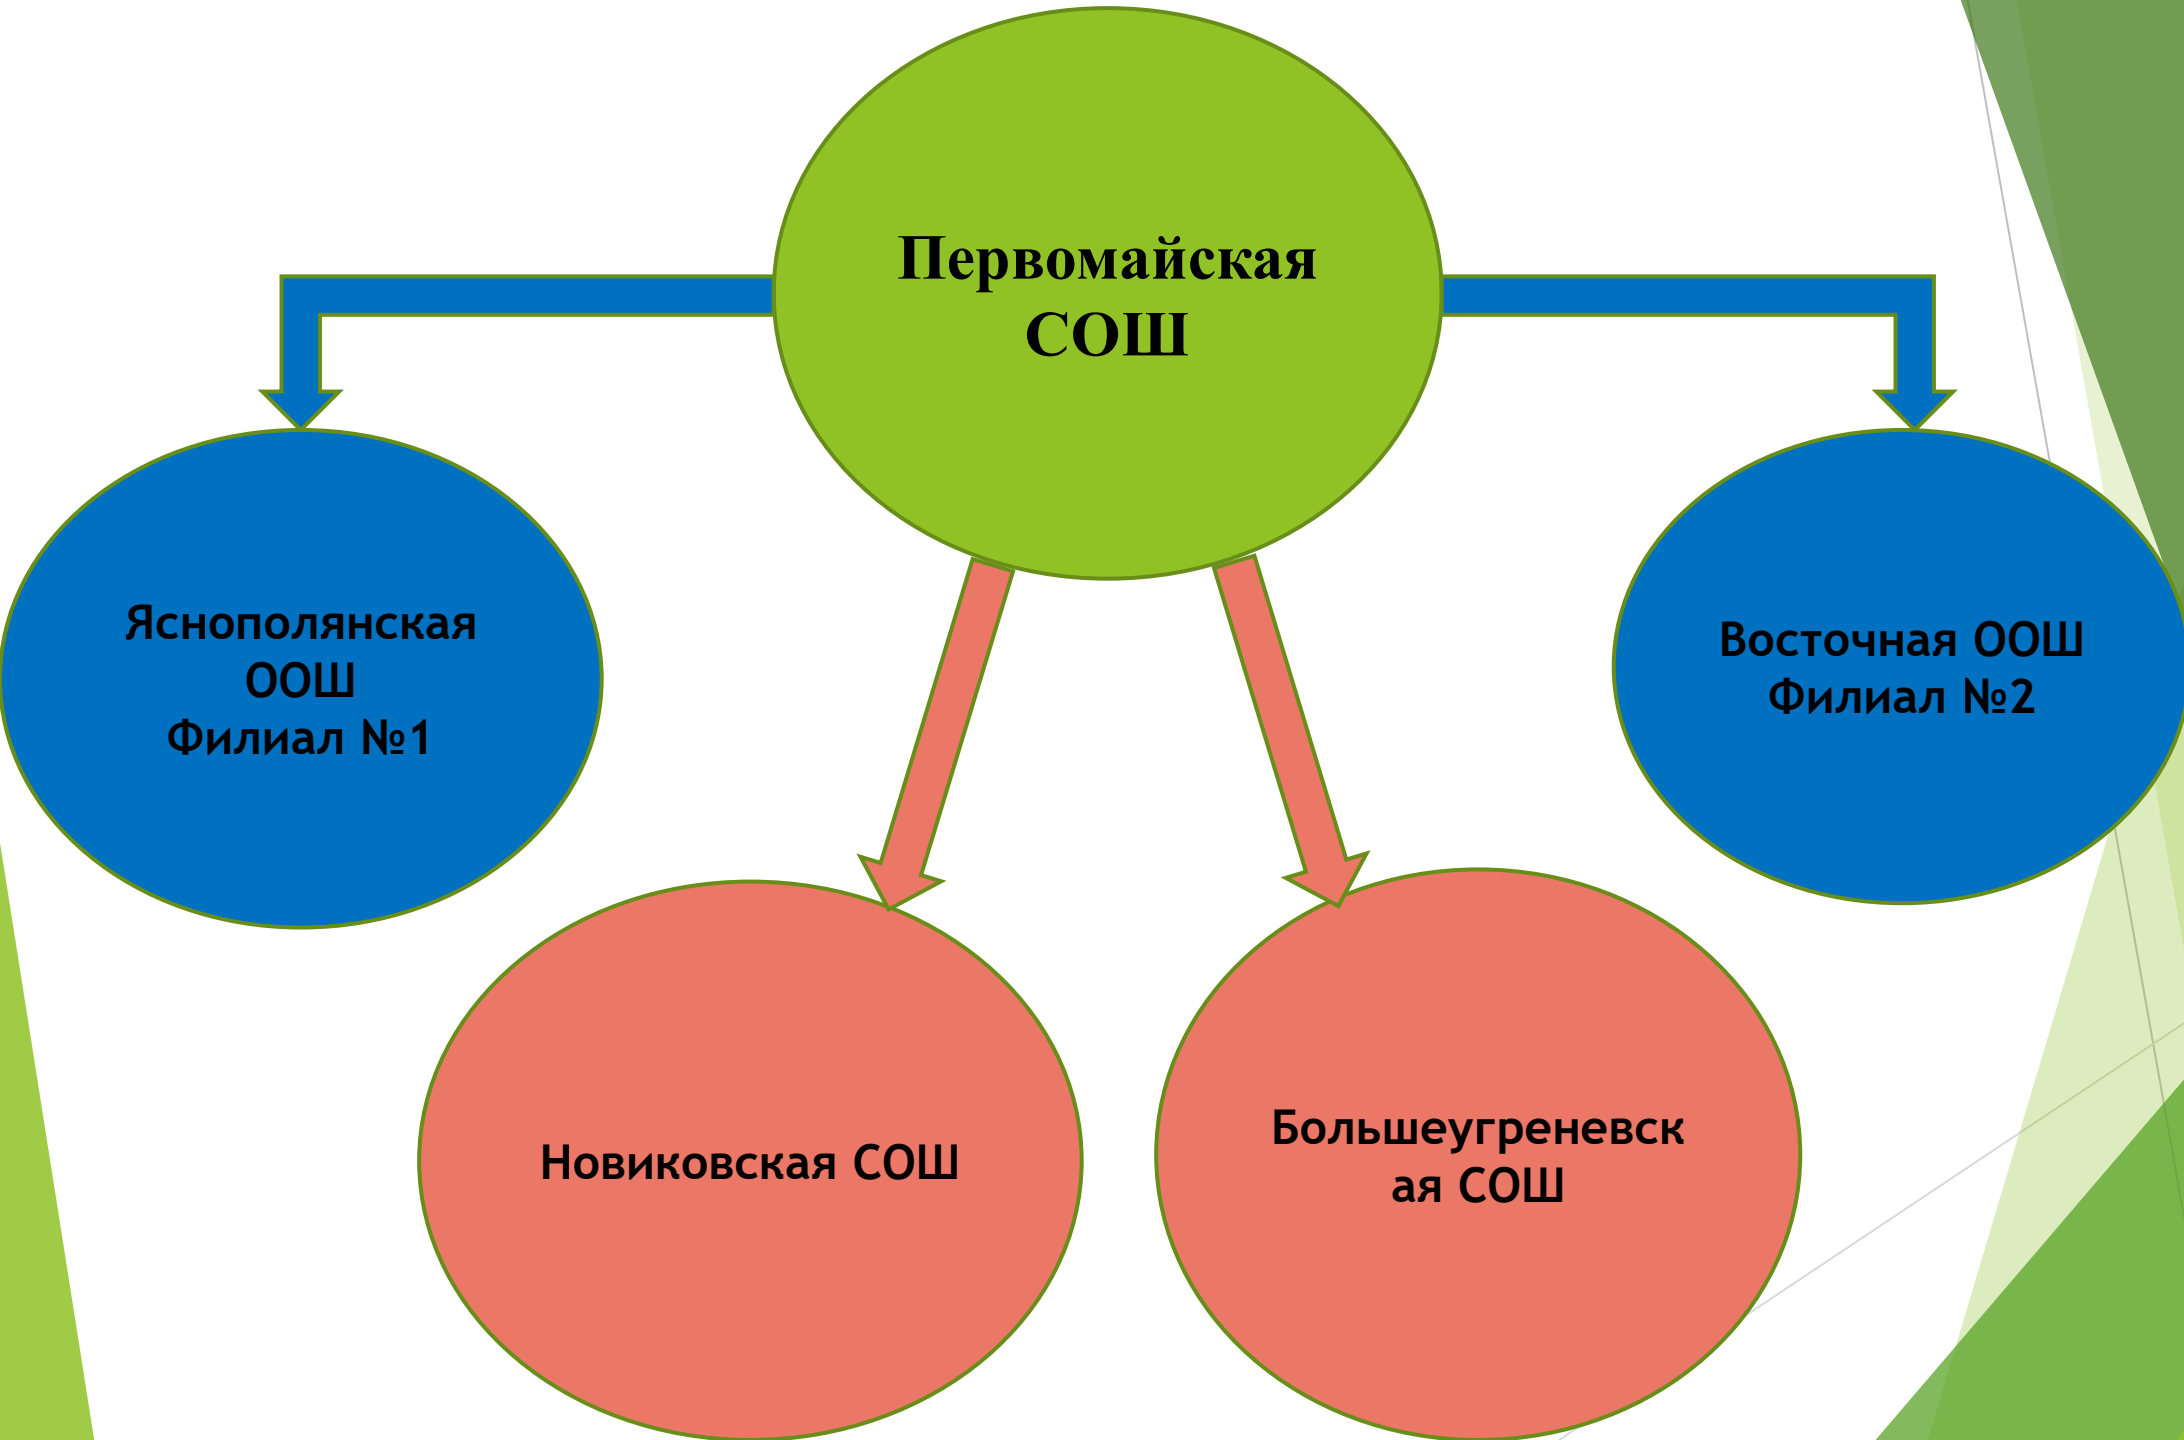 Первомайская
СОШ
Яснополянская
ООШ
Филиал №1
Восточная ООШ
Филиал №2
Новиковская СОШ
Большеугреневск
ая СОШ